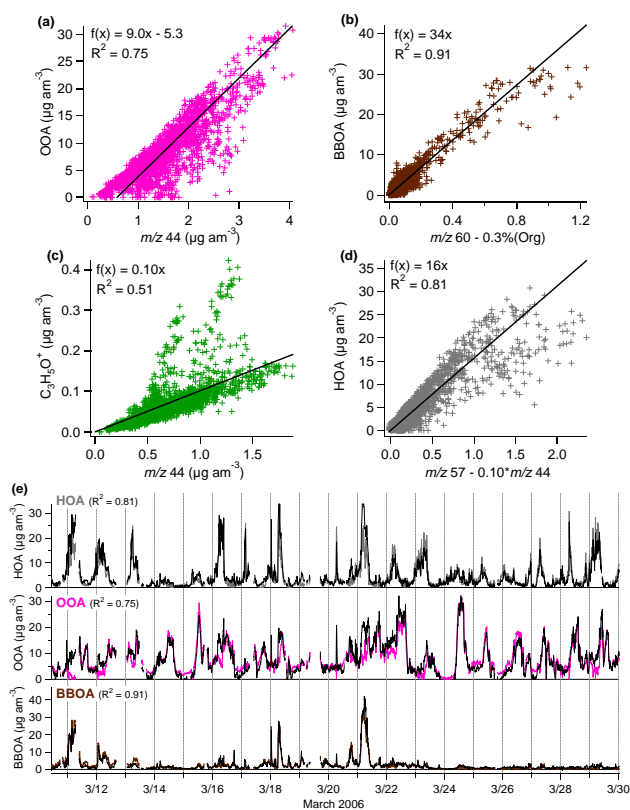 (a)
f(x) = 9.0x - 5.3
R² = 0.75
OOA (µg am⁻³)
30
25
20
15
10
5
0
0 1 2 3 4
m/z 44 (µg am⁻³)
(b)
f(x) = 34x
R² = 0.91
BBOA (µg am⁻³)
40
30
20
10
0
0.0 0.4 0.8 1.2
m/z 60 - 0.3%(Org)
(c)
f(x) = 0.10x
R² = 0.51
C₃H₅O⁺ (µg am⁻³)
0.4
0.3
0.2
0.1
0.0
0.0 0.5 1.0 1.5
m/z 44 (µg am⁻³)
(d)
f(x) = 16x
R² = 0.81
HOA (µg am⁻³)
35
30
25
20
15
10
5
0
0.0 0.5 1.0 1.5 2.0
m/z 57 - 0.10*m/z 44
(e)
HOA (R² = 0.81)
HOA (µg am⁻³)
30
20
10
0
OOA (R² = 0.75)
OOA (µg am⁻³)
30
20
10
0
BBOA (R² = 0.91)
BBOA (µg am⁻³)
50
40
30
20
10
0
3/12 3/14 3/16 3/18 3/20 3/22 3/24 3/26 3/28 3/30
March 2006